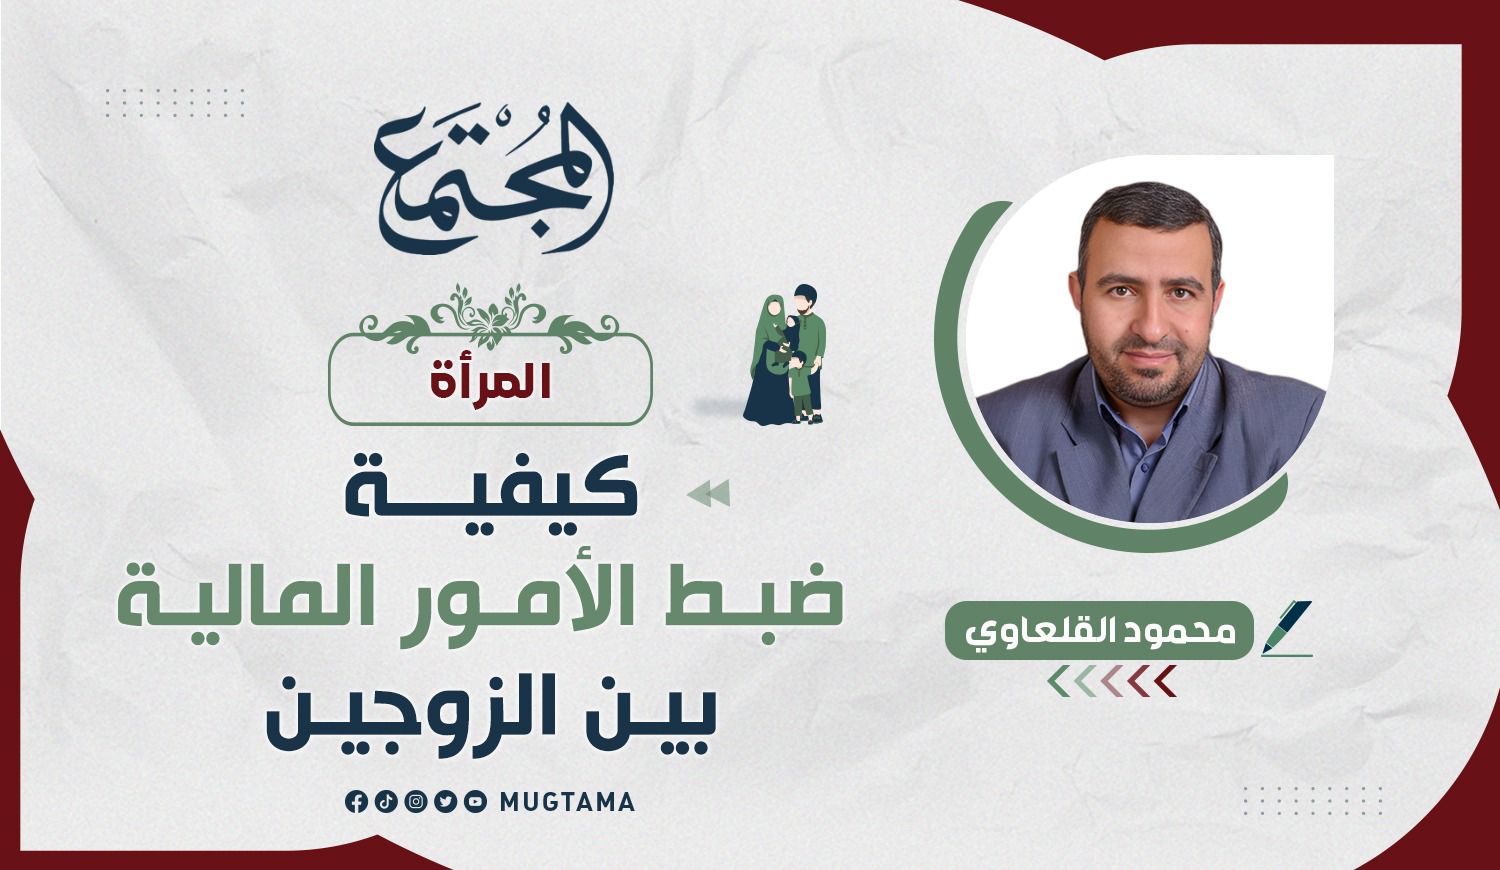 المجتمع
المرأة
كيفية
ضبط الأمور المالية
بين الزوجين
محمود القلعاوي
MUGTAMA